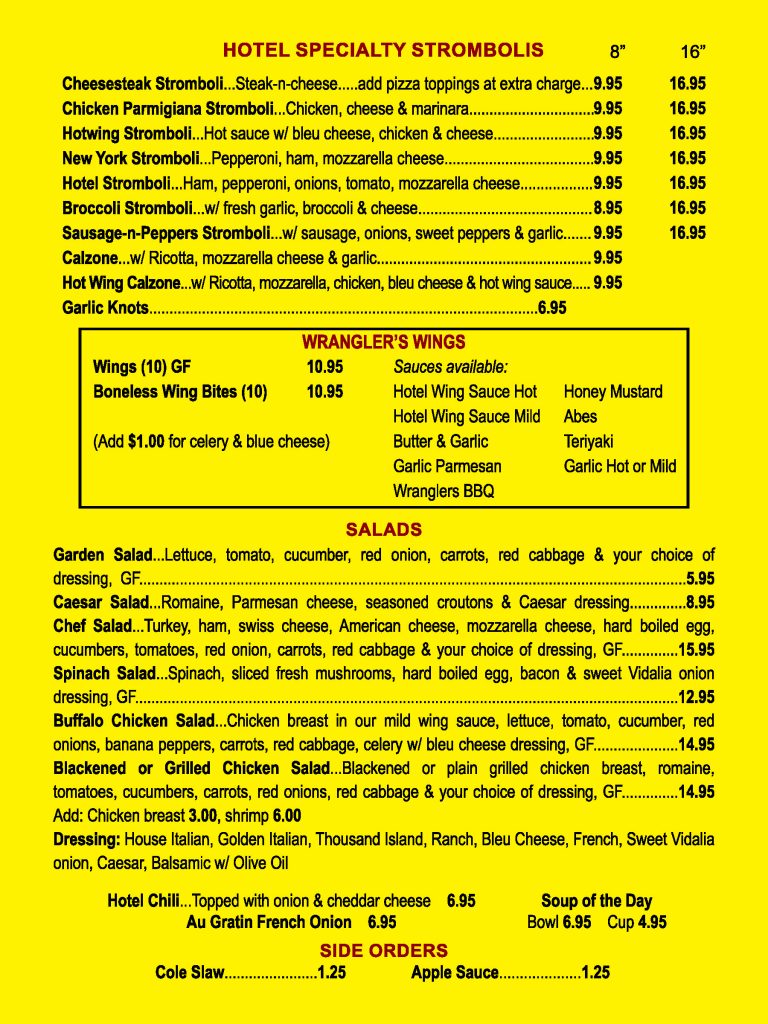 HOTEL SPECIALTY STROMBOLIS 8” 16”
Cheesesteak Stromboli...Steak-n-cheese.....add pizza toppings at extra charge...9.95 16.95
Chicken Parmigiana Stromboli...Chicken, cheese & marinara...............................9.95 16.95
Hotwing Stromboli...Hot sauce w/ bleu cheese, chicken & cheese.........................9.95 16.95
New York Stromboli...Pepperoni, ham, mozzarella cheese.....................................9.95 16.95
Hotel Stromboli...Ham, pepperoni, onions, tomato, mozzarella cheese..................9.95 16.95
Broccoli Stromboli...w/ fresh garlic, broccoli & cheese...........................................8.95 16.95
Sausage-n-Peppers Stromboli...w/ sausage, onions, sweet peppers & garlic....... 9.95 16.95
Calzone...w/ Ricotta, mozzarella cheese & garlic..................................................... 9.95
Hot Wing Calzone...w/ Ricotta, mozzarella, chicken, bleu cheese & hot wing sauce..... 9.95
Garlic Knots................................................................................................6.95
WRANGLER’S WINGS
Wings (10) GF 10.95 Sauces available:
Boneless Wing Bites (10) 10.95 Hotel Wing Sauce Hot Honey Mustard
Hotel Wing Sauce Mild Abes
(Add $1.00 for celery & blue cheese) Butter & Garlic Teriyaki
Garlic Parmesan Garlic Hot or Mild
Wranglers BBQ
SALADS
Garden Salad...Lettuce, tomato, cucumber, red onion, carrots, red cabbage & your choice of
dressing, GF.......................................................................................................................................5.95
Caesar Salad...Romaine, Parmesan cheese, seasoned croutons & Caesar dressing..............8.95
Chef Salad...Turkey, ham, swiss cheese, American cheese, mozzarella cheese, hard boiled egg,
cucumbers, tomatoes, red onion, carrots, red cabbage & your choice of dressing, GF..............15.95
Spinach Salad...Spinach, sliced fresh mushrooms, hard boiled egg, bacon & sweet Vidalia onion
dressing, GF......................................................................................................................................12.95
Buffalo Chicken Salad...Chicken breast in our mild wing sauce, lettuce, tomato, cucumber, red
onions, banana peppers, carrots, red cabbage, celery w/ bleu cheese dressing, GF.....................14.95
Blackened or Grilled Chicken Salad...Blackened or plain grilled chicken breast, romaine,
tomatoes, cucumbers, carrots, red onions, red cabbage & your choice of dressing, GF..............14.95
Add: Chicken breast 3.00, shrimp 6.00
Dressing: House Italian, Golden Italian, Thousand Island, Ranch, Bleu Cheese, French, Sweet Vidalia
onion, Caesar, Balsamic w/ Olive Oil
Hotel Chili...Topped with onion & cheddar cheese 6.95 Soup of the Day
Au Gratin French Onion 6.95 Bowl 6.95 Cup 4.95
SIDE ORDERS
Cole Slaw.......................1.25 Apple Sauce....................1.25